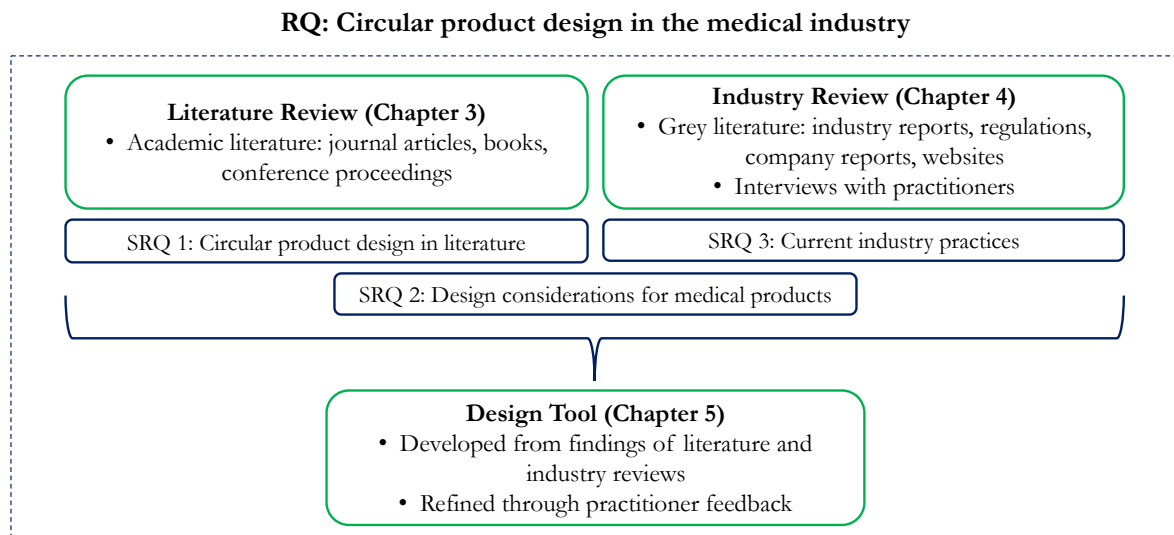 RQ: Circular product design in the medical industry
Literature Review (Chapter 3)
• Academic literature: journal articles, books,
conference proceedings
Industry Review (Chapter 4)
• Grey literature: industry reports, regulations,
company reports, websites
• Interviews with practitioners
SRQ 1: Circular product design in literature
SRQ 3: Current industry practices
SRQ 2: Design considerations for medical products
Design Tool (Chapter 5)
• Developed from findings of literature and
industry reviews
• Refined through practitioner feedback